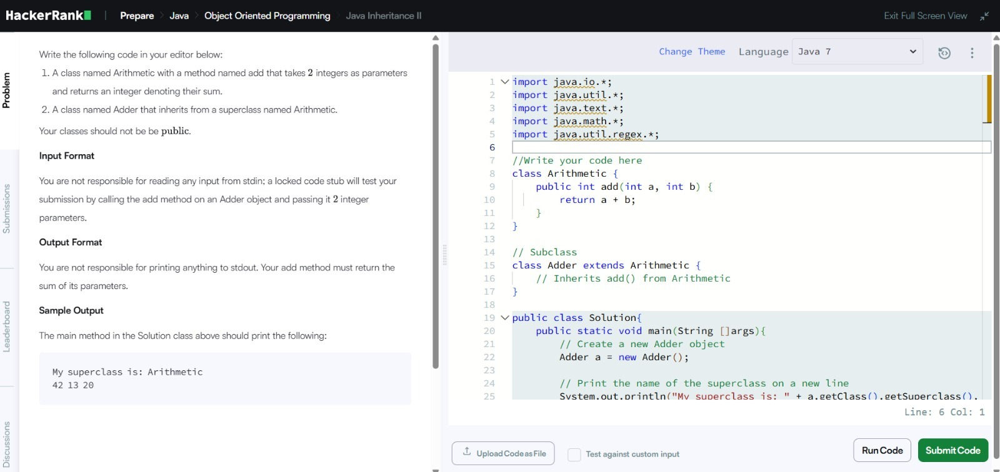 HackerRank | Prepare > Java > Object Oriented Programming > Java Inheritance II Exit Full Screen View
Problem
Submissions
Leaderboard
Discussions
Write the following code in your editor below:
1. A class named Arithmetic with a method named add that takes 2 integers as parameters
and returns an integer denoting their sum.
2. A class named Adder that inherits from a superclass named Arithmetic.
Your classes should not be be public.
Input Format
You are not responsible for reading any input from stdin; a locked code stub will test your
submission by calling the add method on an Adder object and passing it 2 integer
parameters.
Output Format
You are not responsible for printing anything to stdout. Your add method must return the
sum of its parameters.
Sample Output
The main method in the Solution class above should print the following:
My superclass is: Arithmetic
42 13 20
Change Theme Language Java 7
1 import java.io.*;
2 import java.util.*;
3 import java.text.*;
4 import java.math.*;
5 import java.util.regex.*;
6
7 //Write your code here
8 class Arithmetic {
9 public int add(int a, int b) {
10 return a + b;
11 }
12 }
13
14 // Subclass
15 class Adder extends Arithmetic {
16 // Inherits add() from Arithmetic
17 }
18
19 public class Solution{
20 public static void main(String []args){
21 // Create a new Adder object
22 Adder a = new Adder();
23
24 // Print the name of the superclass on a new line
25 System.out.println("My superclass is: " + a.getClass().getSuperclass().
Line: 6 Col: 1
Upload Code as File Test against custom input Run Code Submit Code